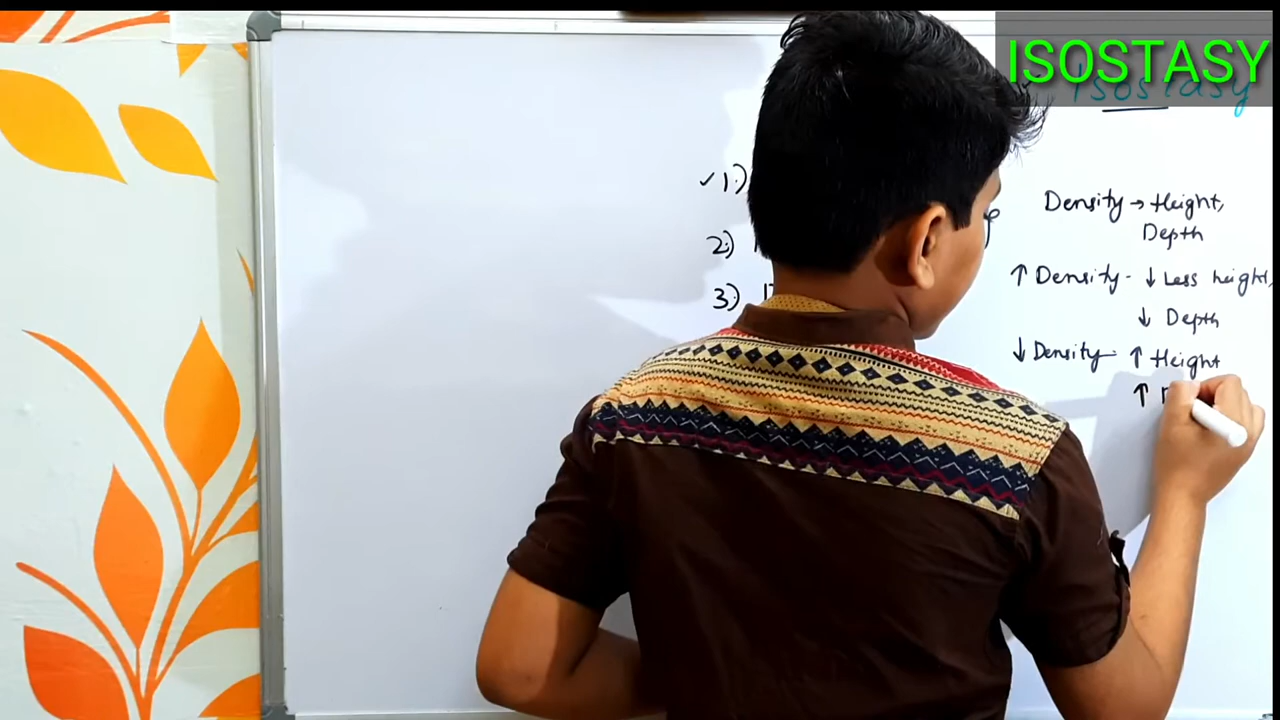 ISOSTASY
Isostasy
✓1.)
2.)
3.)
Density → Height,
Depth
↑ Density - ↓ Less height,
↓ Depth
↓ Density - ↑ Height
↑